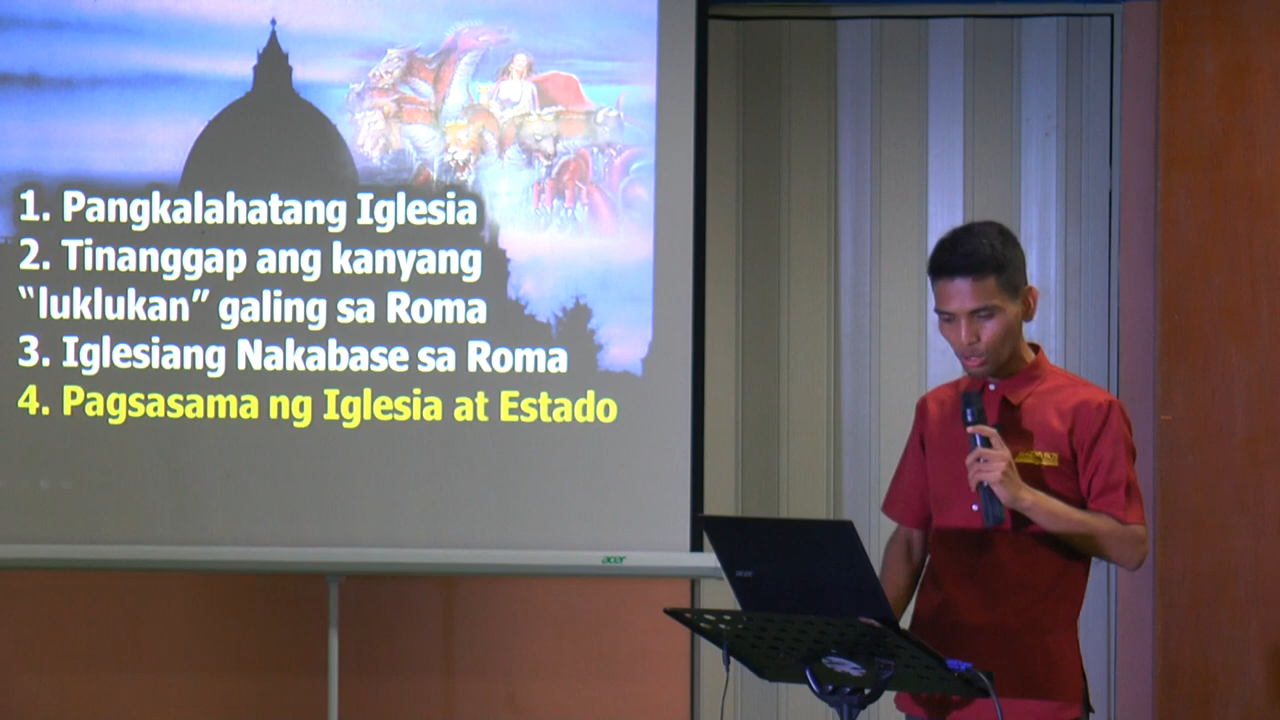 1. Pangkalahatang Iglesia
2. Tinanggap ang kanyang
“luklukan” galing sa Roma
3. Iglesiang Nakabase sa Roma
4. Pagsasama ng Iglesia at Estado
acer
acer